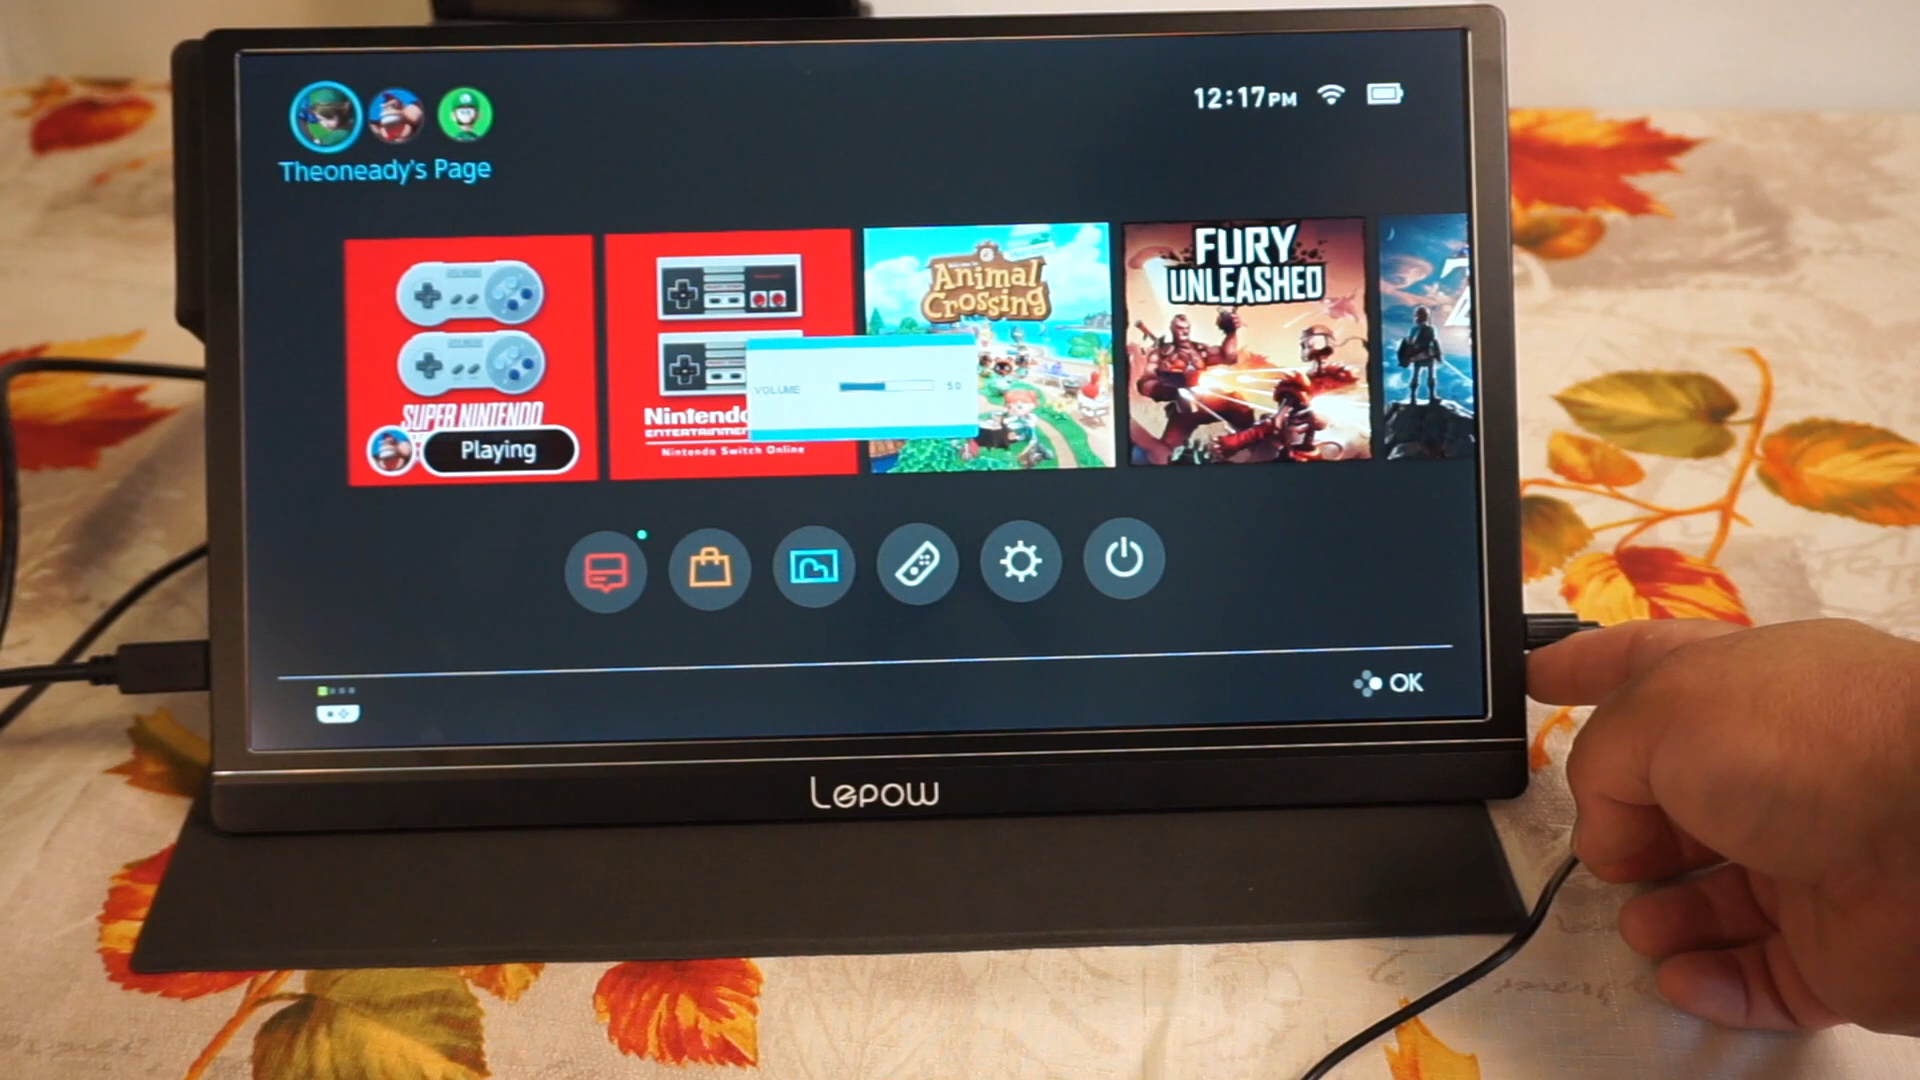 12:17PM
Theoneady's Page
SUPER NINTENDO
Playing
Nintendo
ENTERTAINMENT
Nintendo Switch Online
Animal
Crossing
FURY
UNLEASHED
VOLUME 50
OK
Lepow